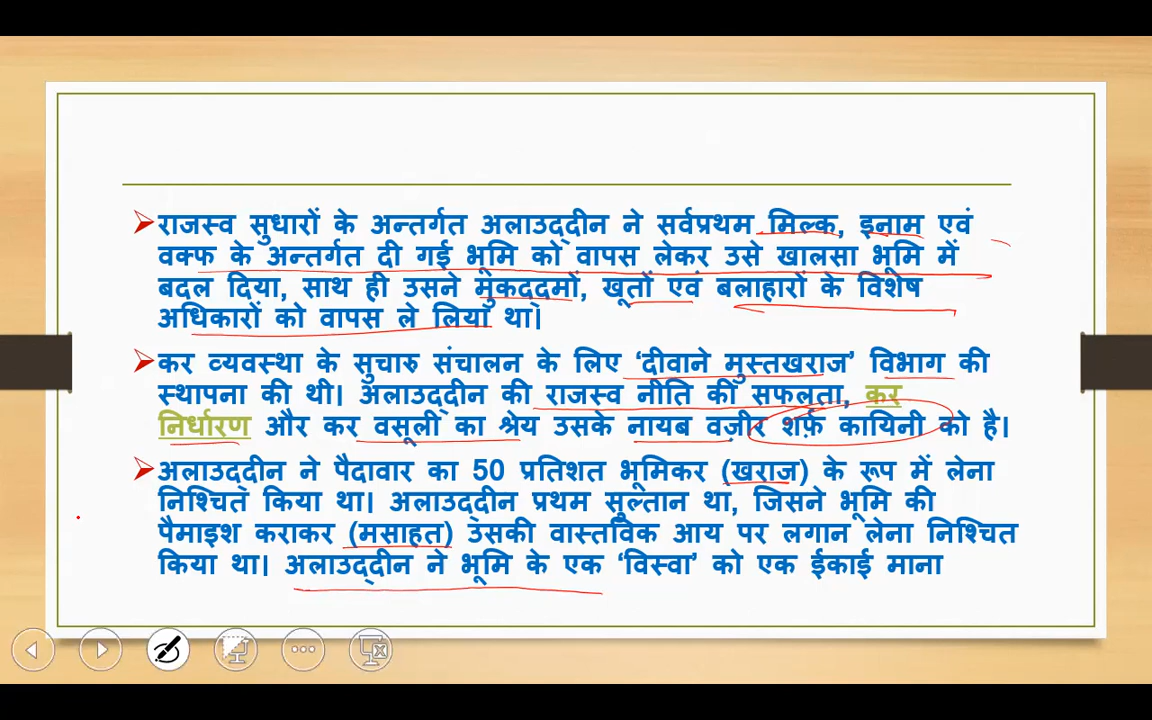 राजस्व सुधारों के अन्तर्गत अलाउद्दीन ने सर्वप्रथम मिल्क, इनाम एवं
वक्फ के अन्तर्गत दी गई भूमि को वापस लेकर उसे खालसा भूमि में
बदल दिया, साथ ही उसने मुकद्दमों, खूतों एवं बलाहारों के विशेष
अधिकारों को वापस ले लिया था।
कर व्यवस्था के सुचारु संचालन के लिए ‘दीवाने मुस्तखराज’ विभाग की
स्थापना की थी। अलाउद्दीन की राजस्व नीति की सफलता, कर
निर्धारण और कर वसूली का श्रेय उसके नायब वज़ीर शर्फ़ कायिनी को है।
अलाउद्दीन ने पैदावार का 50 प्रतिशत भूमिकर (खराज) के रूप में लेना
निश्चित किया था। अलाउद्दीन प्रथम सुल्तान था, जिसने भूमि की
पैमाइश कराकर (मसाहत) उसकी वास्तविक आय पर लगान लेना निश्चित
किया था। अलाउद्दीन ने भूमि के एक ‘विस्वा’ को एक ईकाई माना